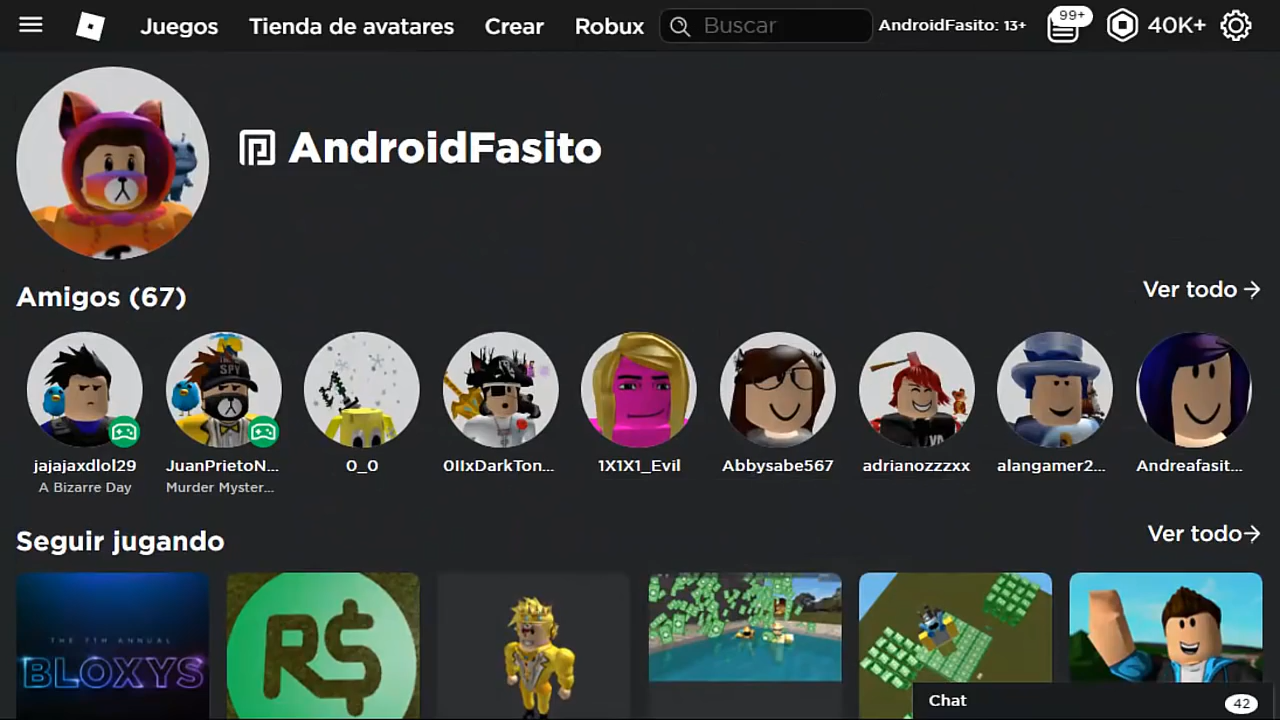 Juegos Tienda de avatares Crear Robux Buscar AndroidFasito: 13+ 99+ 40K+
AndroidFasito
Amigos (67) Ver todo →
jajajaxdlol29 JuanPrietoN... 0_0 0IIxDarkTon... 1X1X1_Evil Abbysabe567 adrianozzzxx alangamer2... Andreafasit...
A Bizarre Day Murder Myster...
Seguir jugando Ver todo→
THE 7TH ANNUAL
BLOXYS
R$
Chat 42